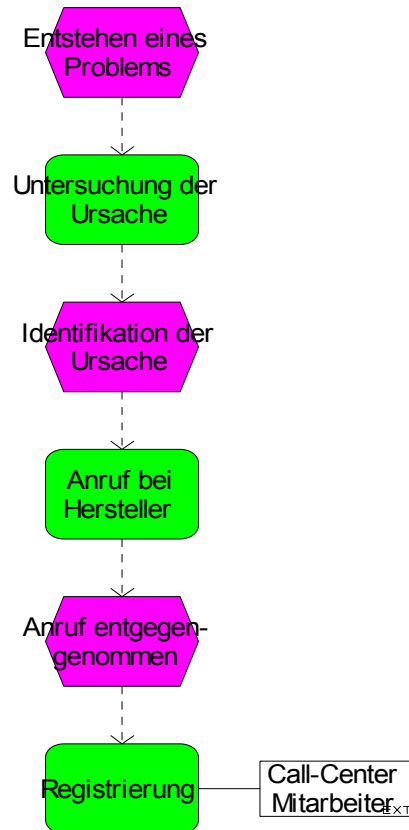 Entstehen eines
Problems
Untersuchung der
Ursache
Identifikation der
Ursache
Anruf bei
Hersteller
Anruf entgegen-
genommen
Registrierung
Call-Center
Mitarbeiter
EXT